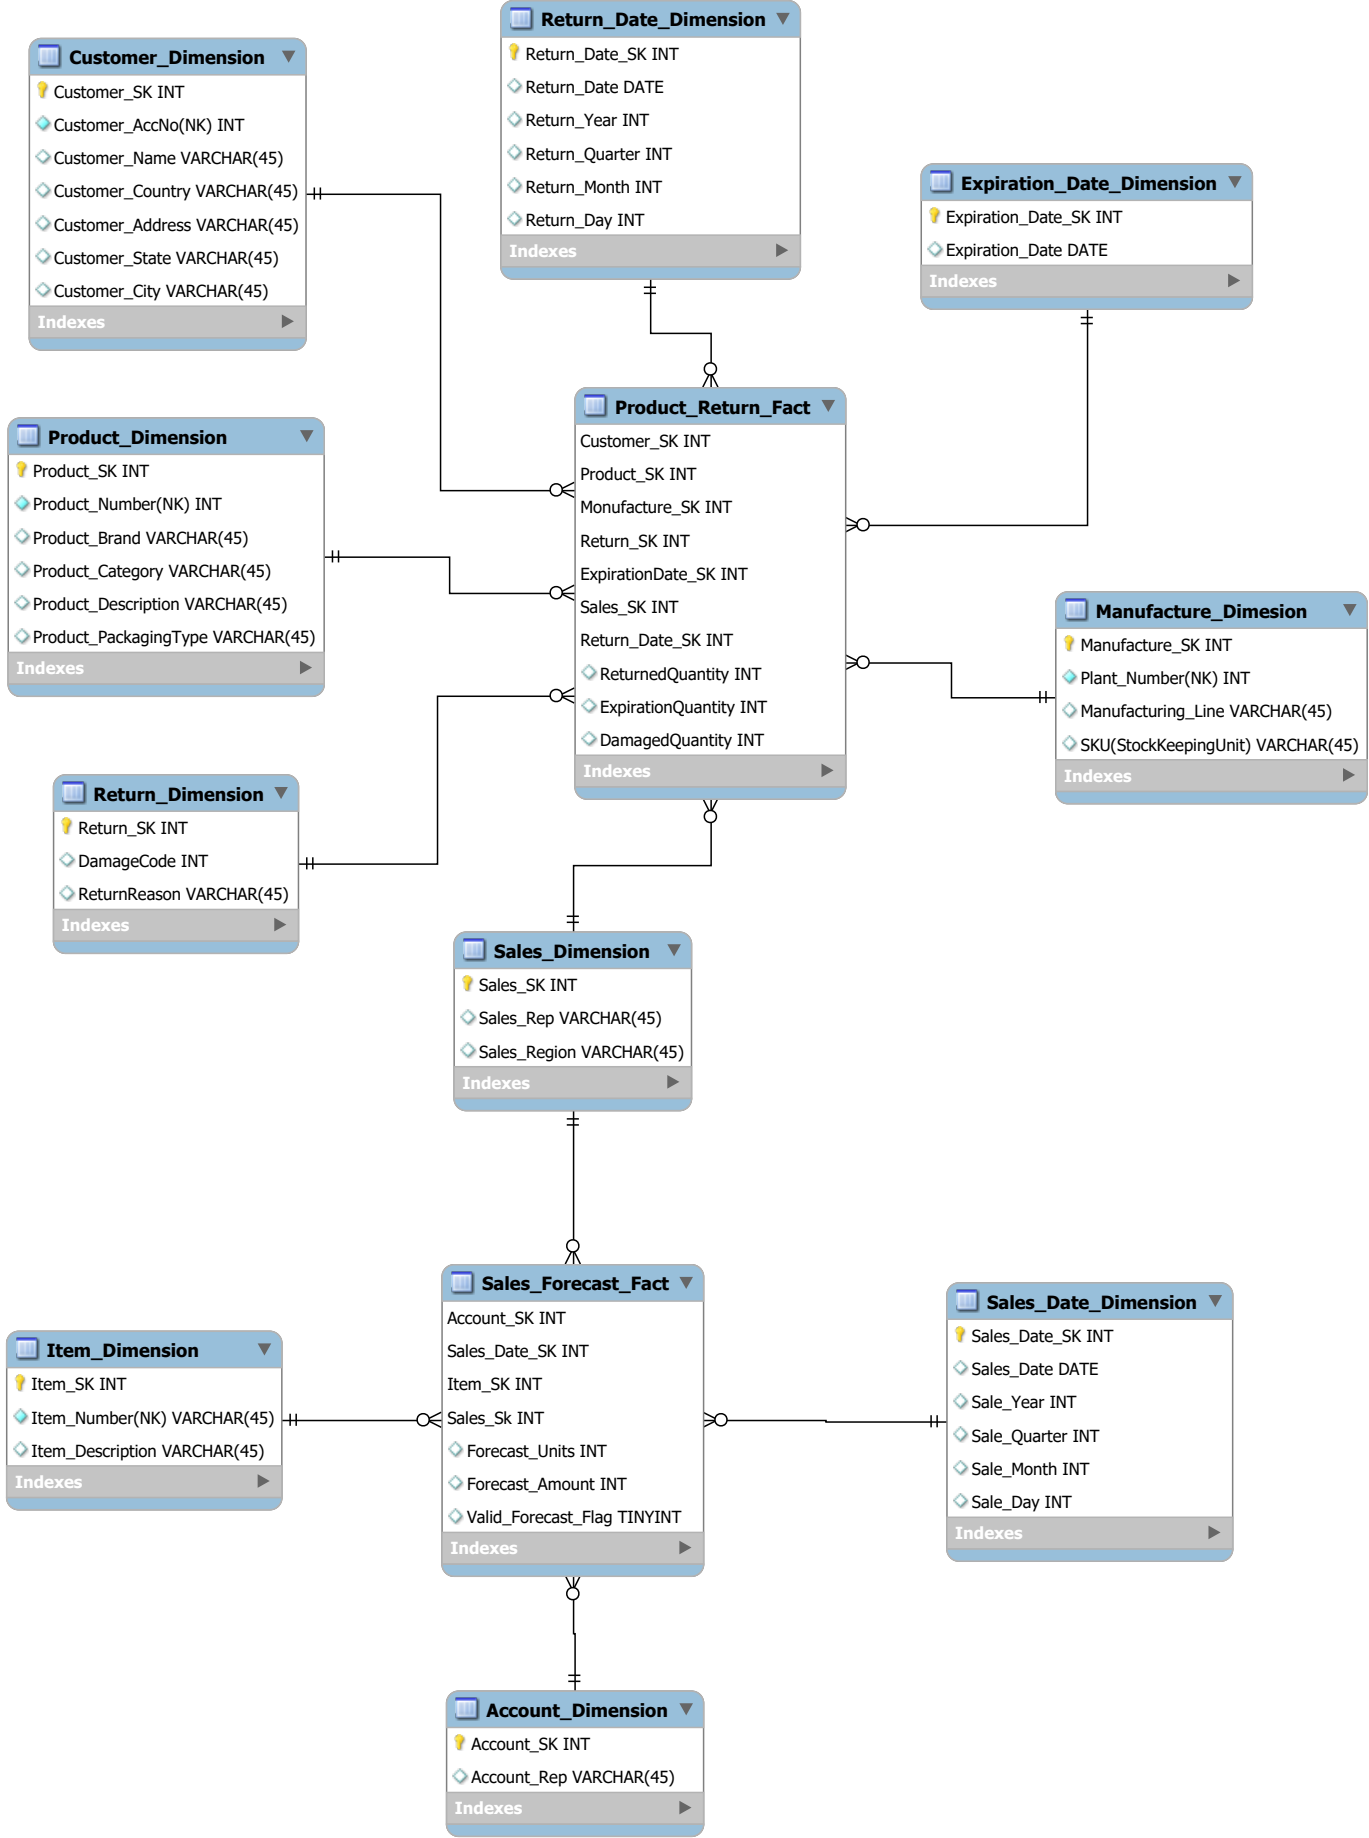 Return_Date_Dimension
Return_Date_SK INT
Return_Date DATE
Return_Year INT
Return_Quarter INT
Return_Month INT
Return_Day INT
Indexes
Customer_Dimension
Customer_SK INT
Customer_AccNo(NK) INT
Customer_Name VARCHAR(45)
Customer_Country VARCHAR(45)
Customer_Address VARCHAR(45)
Customer_State VARCHAR(45)
Customer_City VARCHAR(45)
Indexes
Expiration_Date_Dimension
Expiration_Date_SK INT
Expiration_Date DATE
Indexes
Product_Return_Fact
Customer_SK INT
Product_SK INT
Monufacture_SK INT
Return_SK INT
ExpirationDate_SK INT
Sales_SK INT
Return_Date_SK INT
ReturnedQuantity INT
ExpirationQuantity INT
DamagedQuantity INT
Indexes
Product_Dimension
Product_SK INT
Product_Number(NK) INT
Product_Brand VARCHAR(45)
Product_Category VARCHAR(45)
Product_Description VARCHAR(45)
Product_PackagingType VARCHAR(45)
Indexes
Manufacture_Dimesion
Manufacture_SK INT
Plant_Number(NK) INT
Manufacturing_Line VARCHAR(45)
SKU(StockKeepingUnit) VARCHAR(45)
Indexes
Return_Dimension
Return_SK INT
DamageCode INT
ReturnReason VARCHAR(45)
Indexes
Sales_Dimension
Sales_SK INT
Sales_Rep VARCHAR(45)
Sales_Region VARCHAR(45)
Indexes
Sales_Forecast_Fact
Account_SK INT
Sales_Date_SK INT
Item_SK INT
Sales_Sk INT
Forecast_Units INT
Forecast_Amount INT
Valid_Forecast_Flag TINYINT
Indexes
Sales_Date_Dimension
Sales_Date_SK INT
Sales_Date DATE
Sale_Year INT
Sale_Quarter INT
Sale_Month INT
Sale_Day INT
Indexes
Item_Dimension
Item_SK INT
Item_Number(NK) VARCHAR(45)
Item_Description VARCHAR(45)
Indexes
Account_Dimension
Account_SK INT
Account_Rep VARCHAR(45)
Indexes